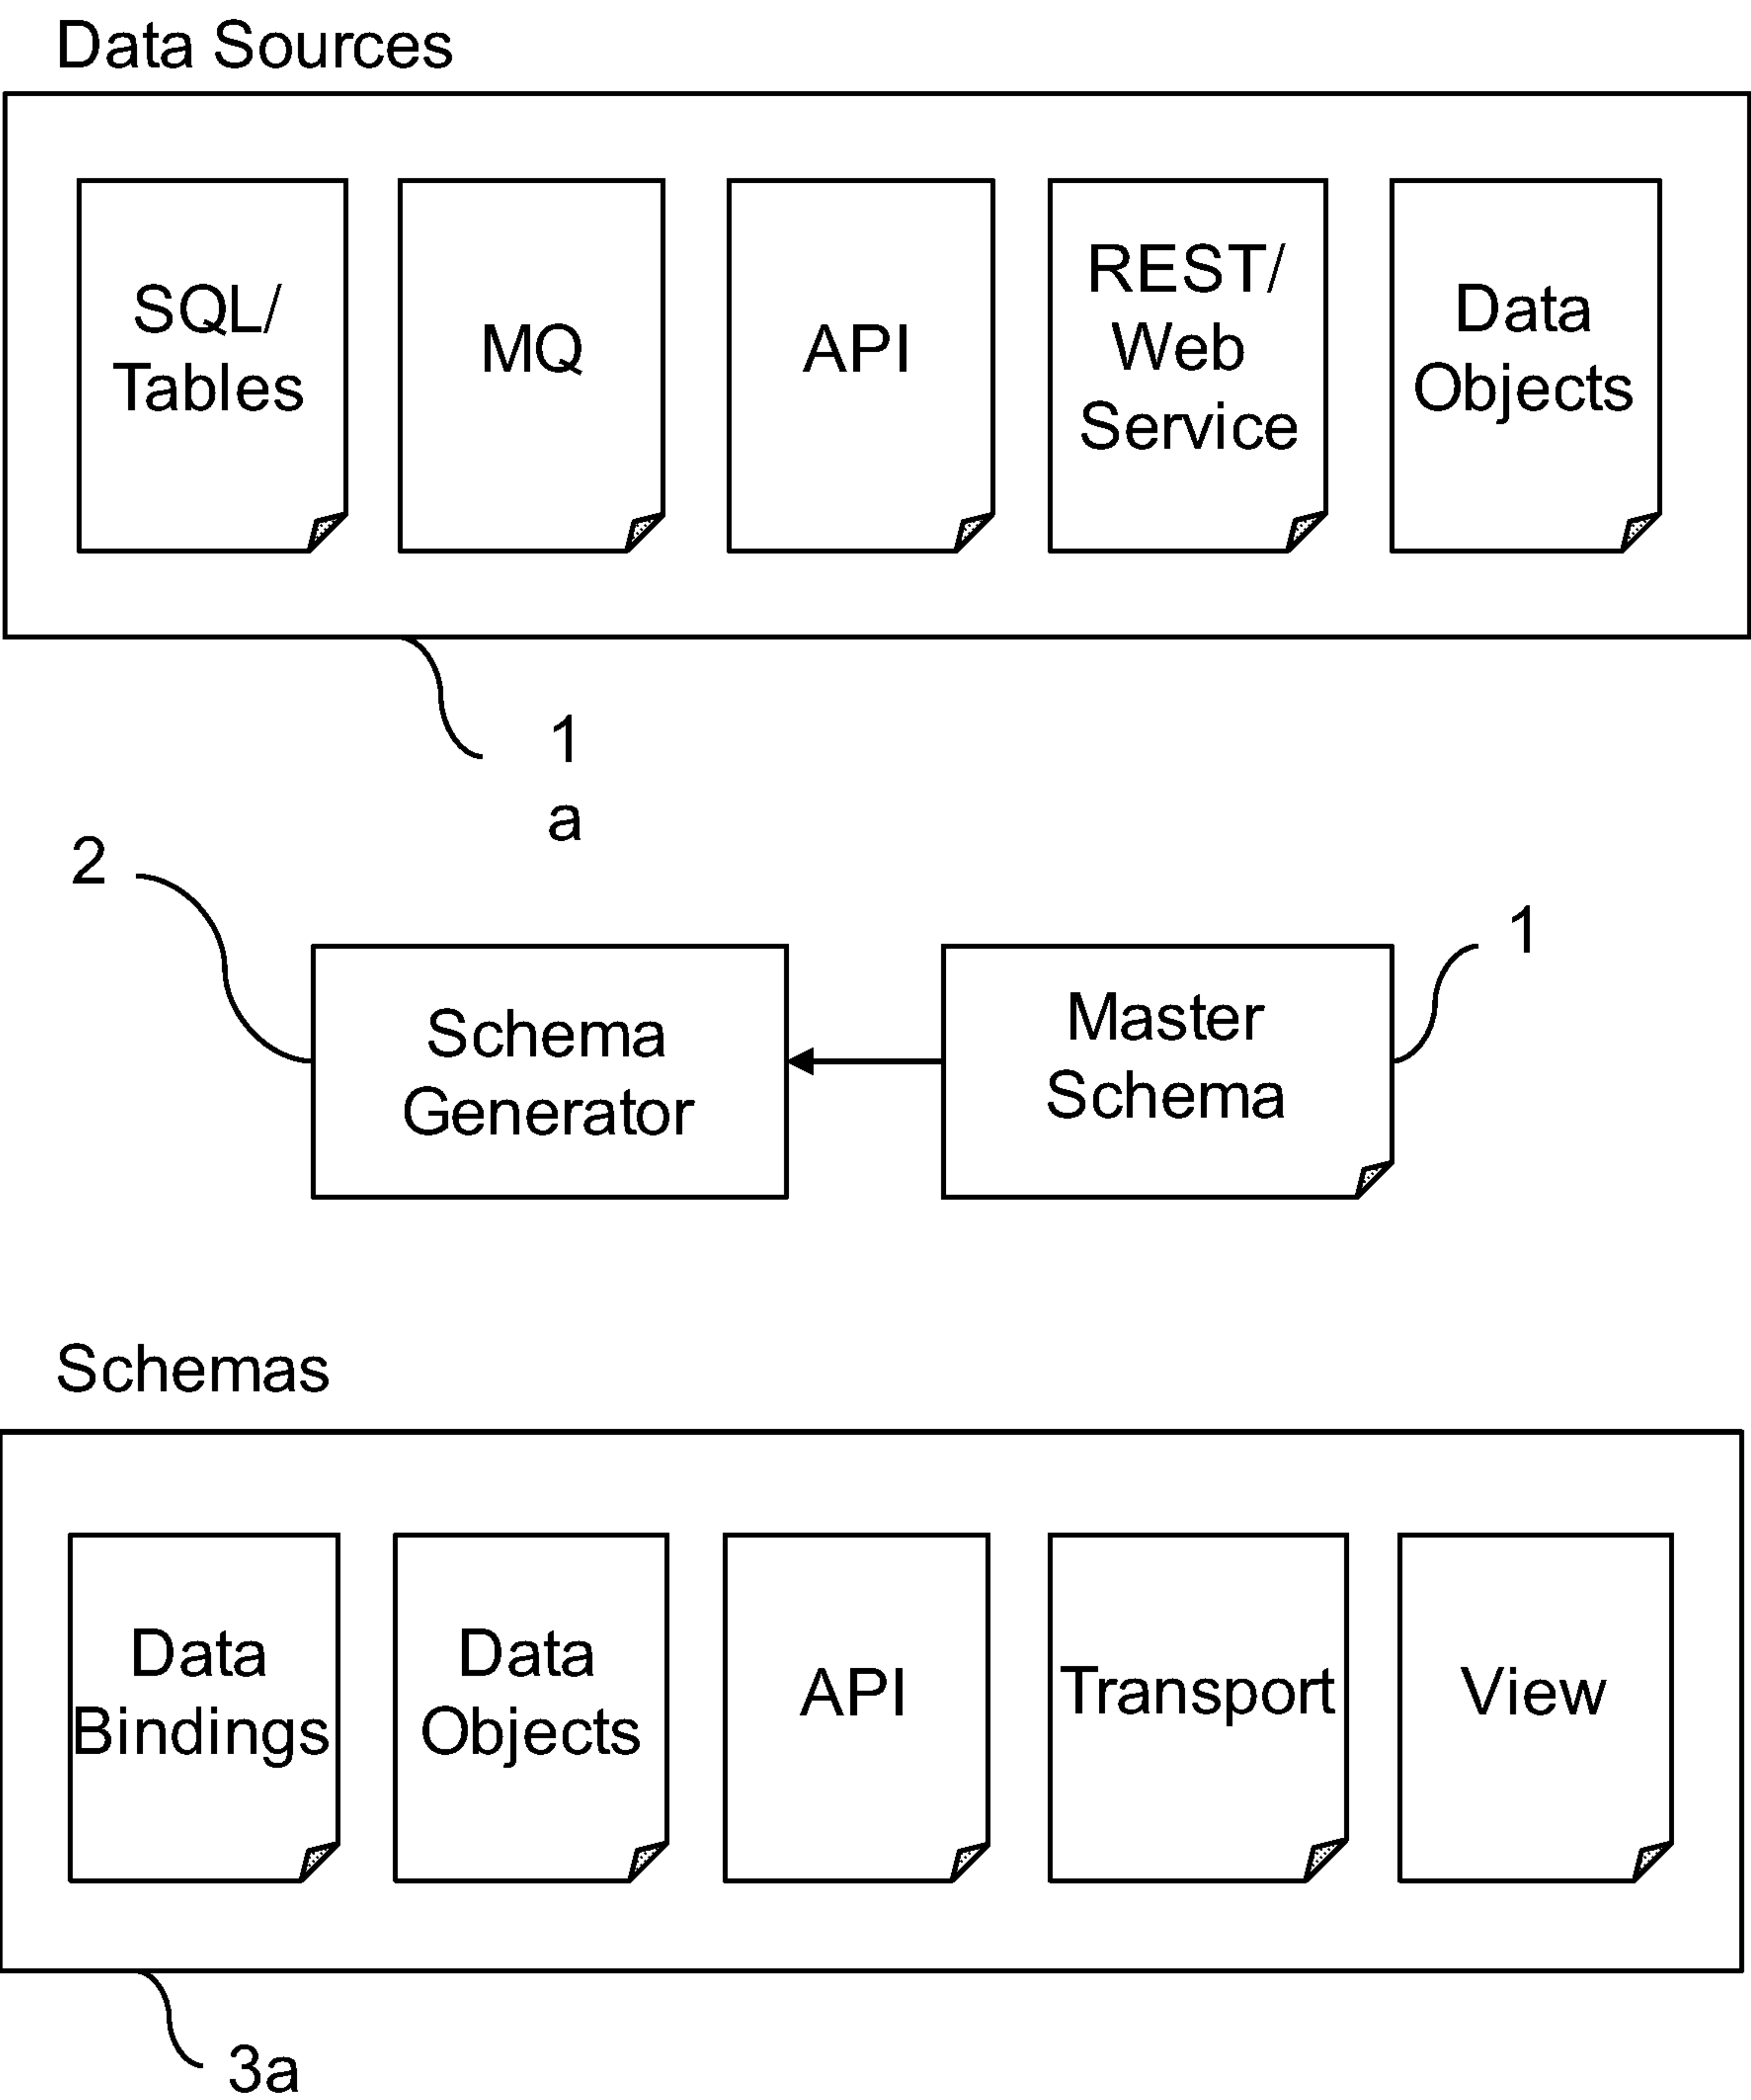 Data Sources
SQL/
Tables
MQ
API
REST/
Web
Service
Data
Objects
1
a
2
1
Schema
Generator
Master
Schema
Schemas
Data
Bindings
Data
Objects
API
Transport
View
3a